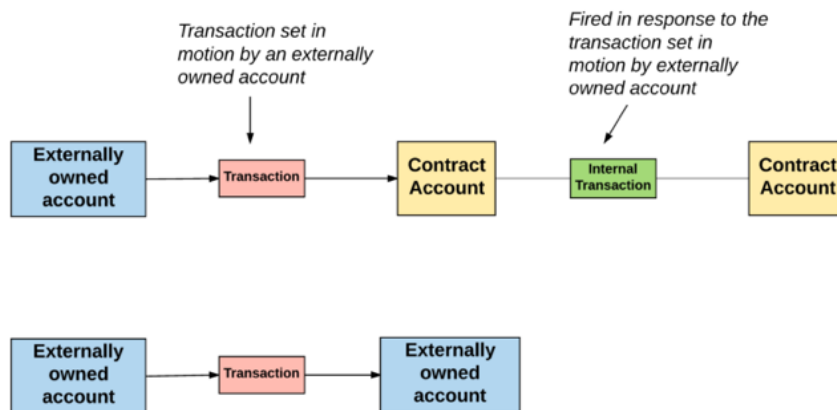 Transaction set in
motion by an externally
owned account
Fired in response to the
transaction set in
motion by externally
owned account
Externally
owned
account
Transaction
Contract
Account
Internal
Transaction
Contract
Account
Externally
owned
account
Transaction
Externally
owned
account